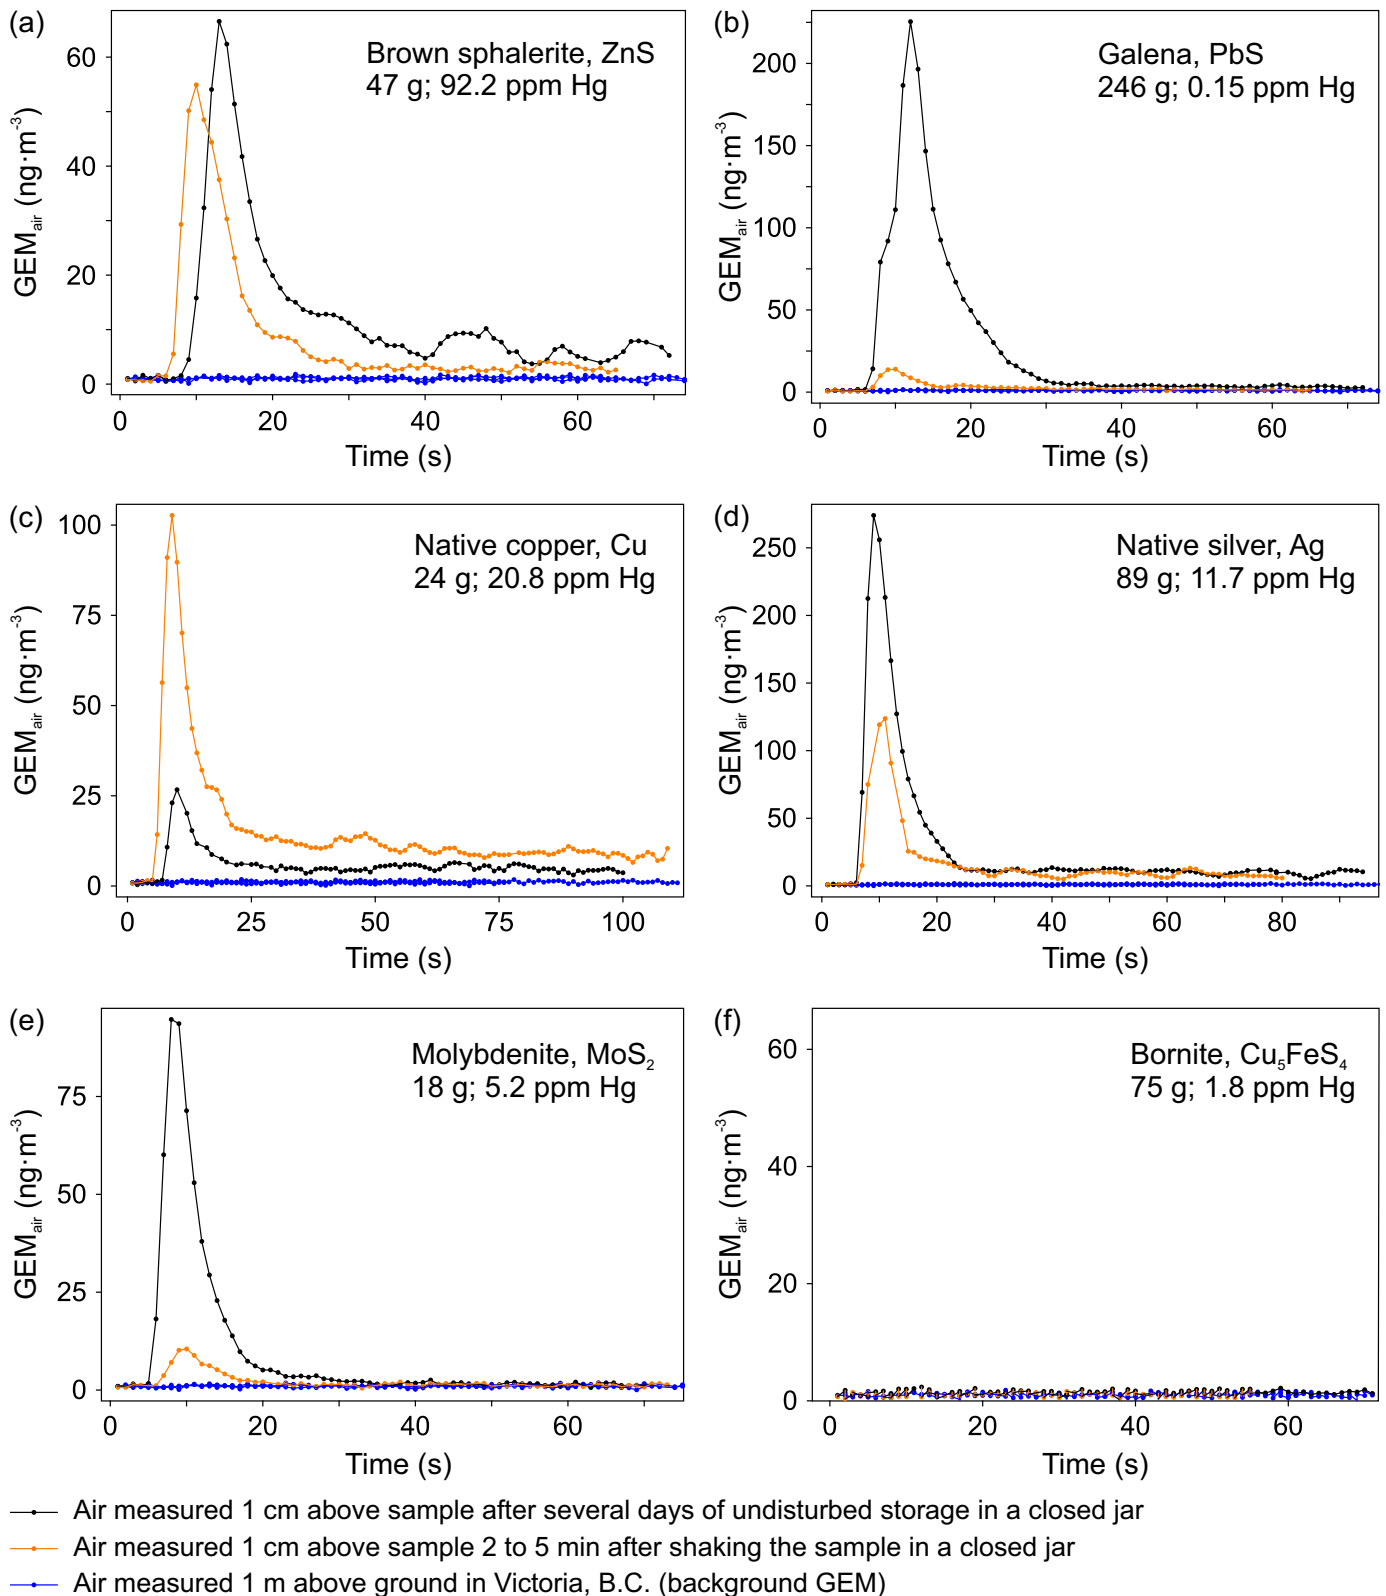 (a)
Brown sphalerite, ZnS
47 g; 92.2 ppm Hg
GEMair (ng·m-3)
60
40
20
0
0 20 40 60
Time (s)
(b)
Galena, PbS
246 g; 0.15 ppm Hg
GEMair (ng·m-3)
200
150
100
50
0
0 20 40 60
Time (s)
(c)
Native copper, Cu
24 g; 20.8 ppm Hg
GEMair (ng·m-3)
100
75
50
25
0
0 25 50 75 100
Time (s)
(d)
Native silver, Ag
89 g; 11.7 ppm Hg
GEMair (ng·m-3)
250
200
150
100
50
0
0 20 40 60 80
Time (s)
(e)
Molybdenite, MoS2
18 g; 5.2 ppm Hg
GEMair (ng·m-3)
75
50
25
0
0 20 40 60
Time (s)
(f)
Bornite, Cu5FeS4
75 g; 1.8 ppm Hg
GEMair (ng·m-3)
60
40
20
0
0 20 40 60
Time (s)
Air measured 1 cm above sample after several days of undisturbed storage in a closed jar
Air measured 1 cm above sample 2 to 5 min after shaking the sample in a closed jar
Air measured 1 m above ground in Victoria, B.C. (background GEM)